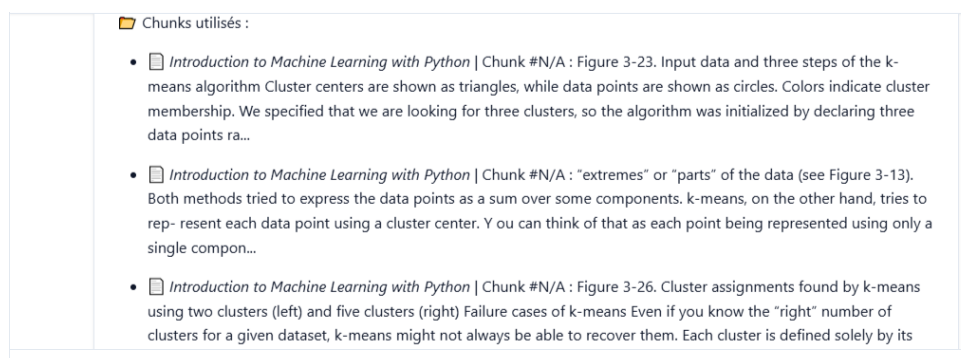 Chunks utilisés :
Introduction to Machine Learning with Python | Chunk #N/A : Figure 3-23. Input data and three steps of the k-
means algorithm Cluster centers are shown as triangles, while data points are shown as circles. Colors indicate cluster
membership. We specified that we are looking for three clusters, so the algorithm was initialized by declaring three
data points ra...
Introduction to Machine Learning with Python | Chunk #N/A : “extremes” or “parts” of the data (see Figure 3-13).
Both methods tried to express the data points as a sum over some components. k-means, on the other hand, tries to
rep- resent each data point using a cluster center. Y ou can think of that as each point being represented using only a
single compon...
Introduction to Machine Learning with Python | Chunk #N/A : Figure 3-26. Cluster assignments found by k-means
using two clusters (left) and five clusters (right) Failure cases of k-means Even if you know the “right” number of
clusters for a given dataset, k-means might not always be able to recover them. Each cluster is defined solely by its